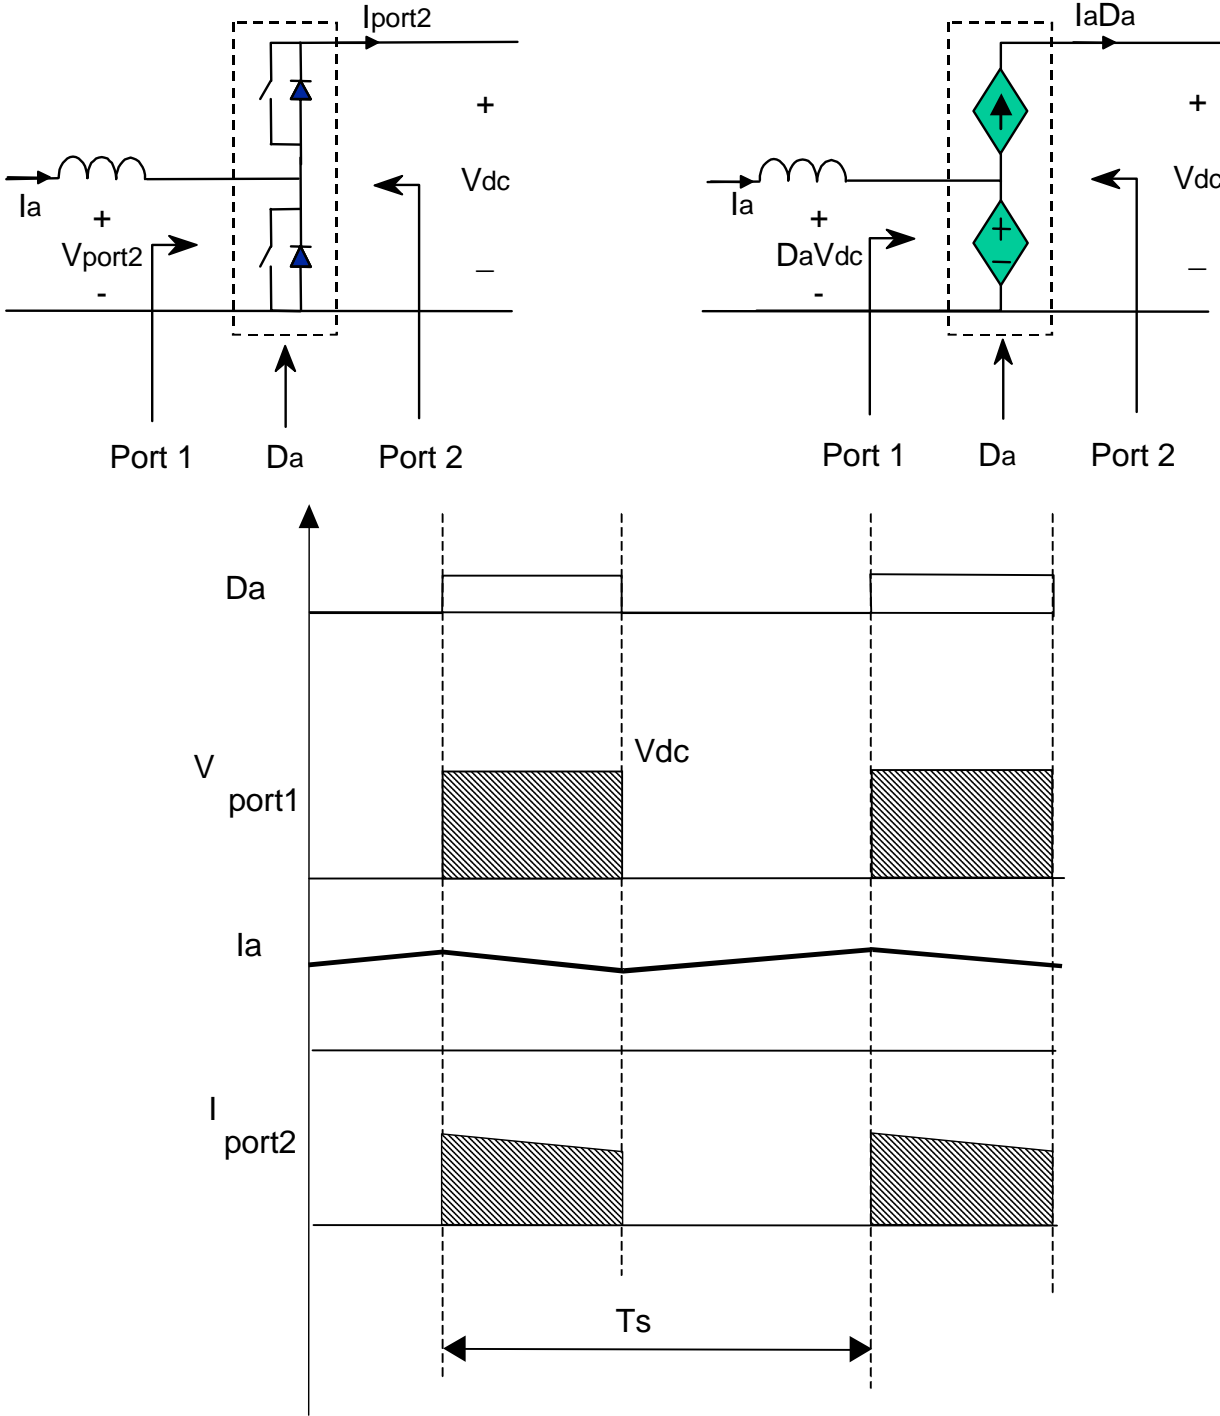 Iport2
+
Vdc
_
Ia
+
Vport2
-
Port 1
Da
Port 2
IaDa
+
Vdc
_
Ia
+
DaVdc
-
+
_
Port 1
Da
Port 2
Da
V
port1
Vdc
Ia
I
port2
Ts